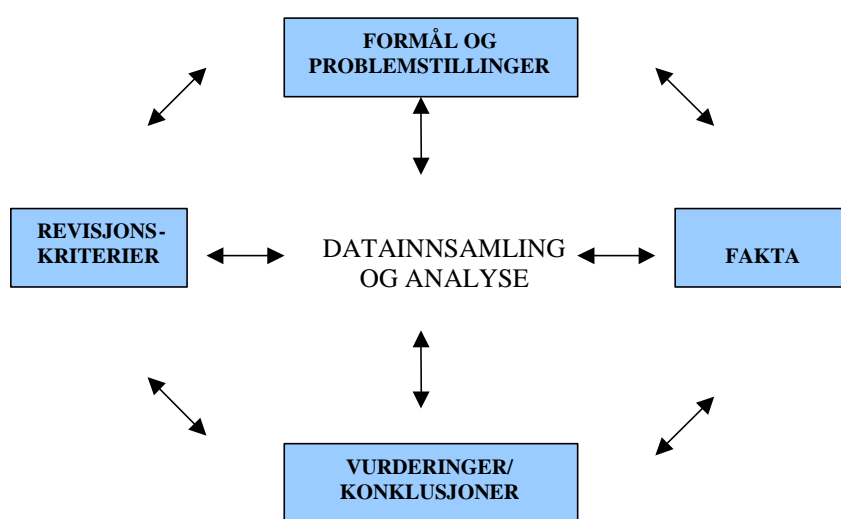 FORMÅL OG
PROBLEMSTILLINGER
REVISJONS-
KRITERIER
DATAINNSAMLING
OG ANALYSE
FAKTA
VURDERINGER/
KONKLUSJONER